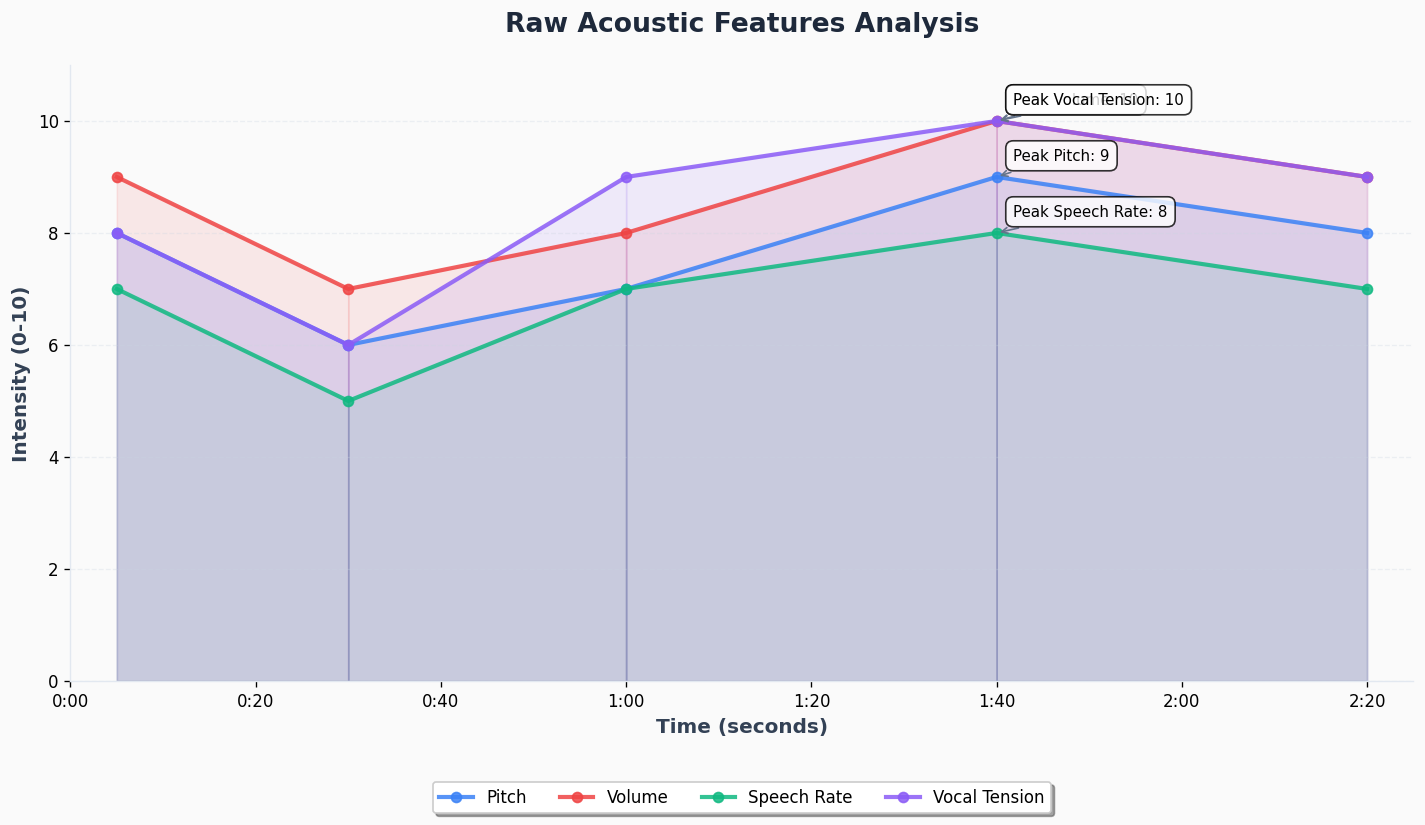 Raw Acoustic Features Analysis
Peak Vocal Tension: 10
Peak Pitch: 9
Peak Speech Rate: 8
Intensity (0-10)
10
8
6
4
2
0
0:00 0:20 0:40 1:00 1:20 1:40 2:00 2:20
Time (seconds)
Pitch Volume Speech Rate Vocal Tension